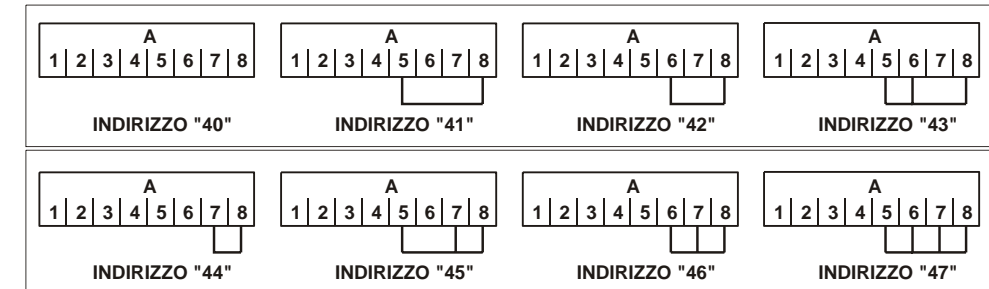 A A A A
1 2 3 4 5 6 7 8 1 2 3 4 5 6 7 8 1 2 3 4 5 6 7 8 1 2 3 4 5 6 7 8
INDIRIZZO "40" INDIRIZZO "41" INDIRIZZO "42" INDIRIZZO "43"
A A A A
1 2 3 4 5 6 7 8 1 2 3 4 5 6 7 8 1 2 3 4 5 6 7 8 1 2 3 4 5 6 7 8
INDIRIZZO "44" INDIRIZZO "45" INDIRIZZO "46" INDIRIZZO "47"